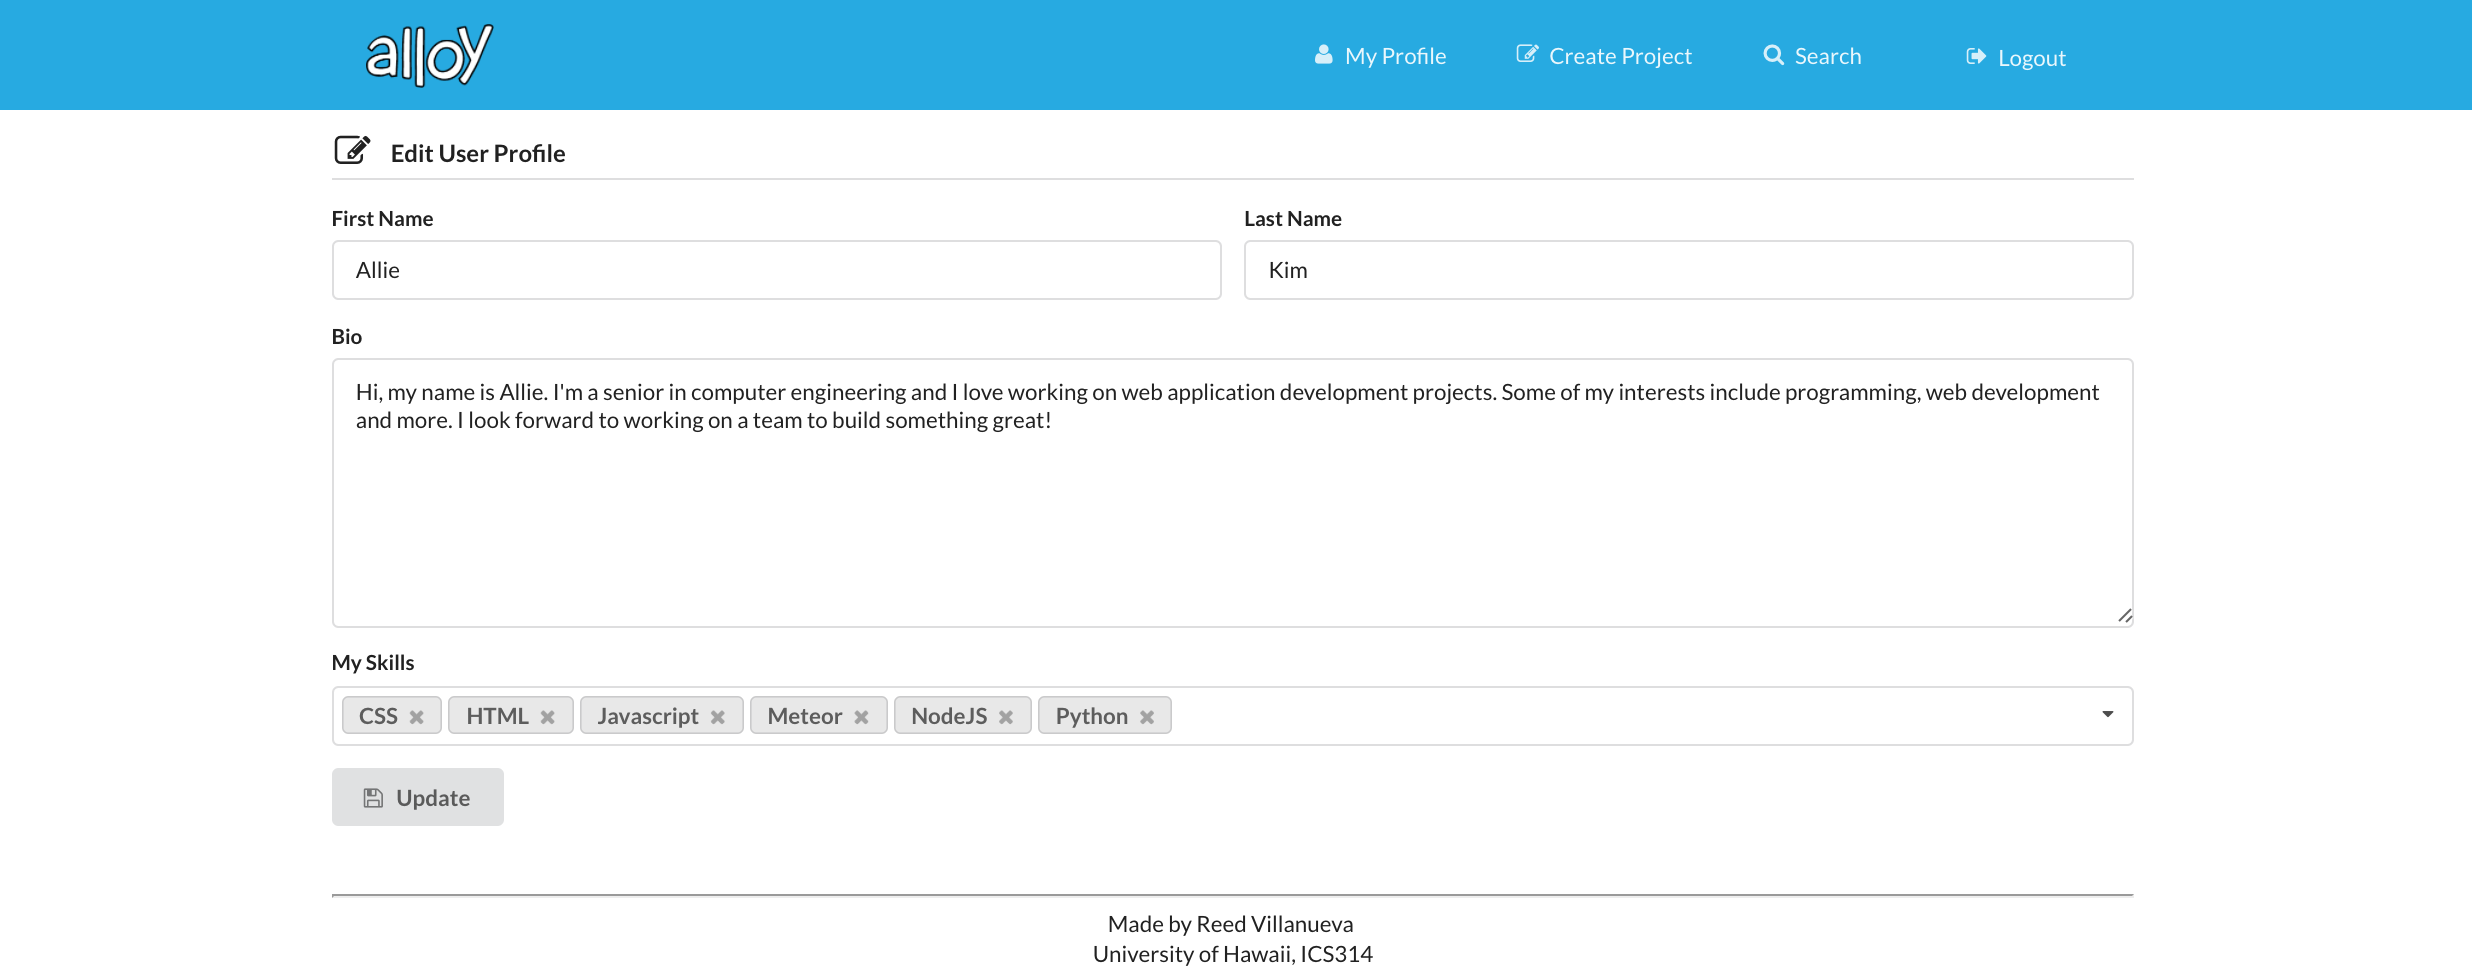 alloy
My Profile
Create Project
Search
Logout
Edit User Profile
First Name
Last Name
Allie
Kim
Bio
Hi, my name is Allie. I'm a senior in computer engineering and I love working on web application development projects. Some of my interests include programming, web development
and more. I look forward to working on a team to build something great!
My Skills
CSS
HTML
Javascript
Meteor
NodeJS
Python
Update
Made by Reed Villanueva
University of Hawaii, ICS314